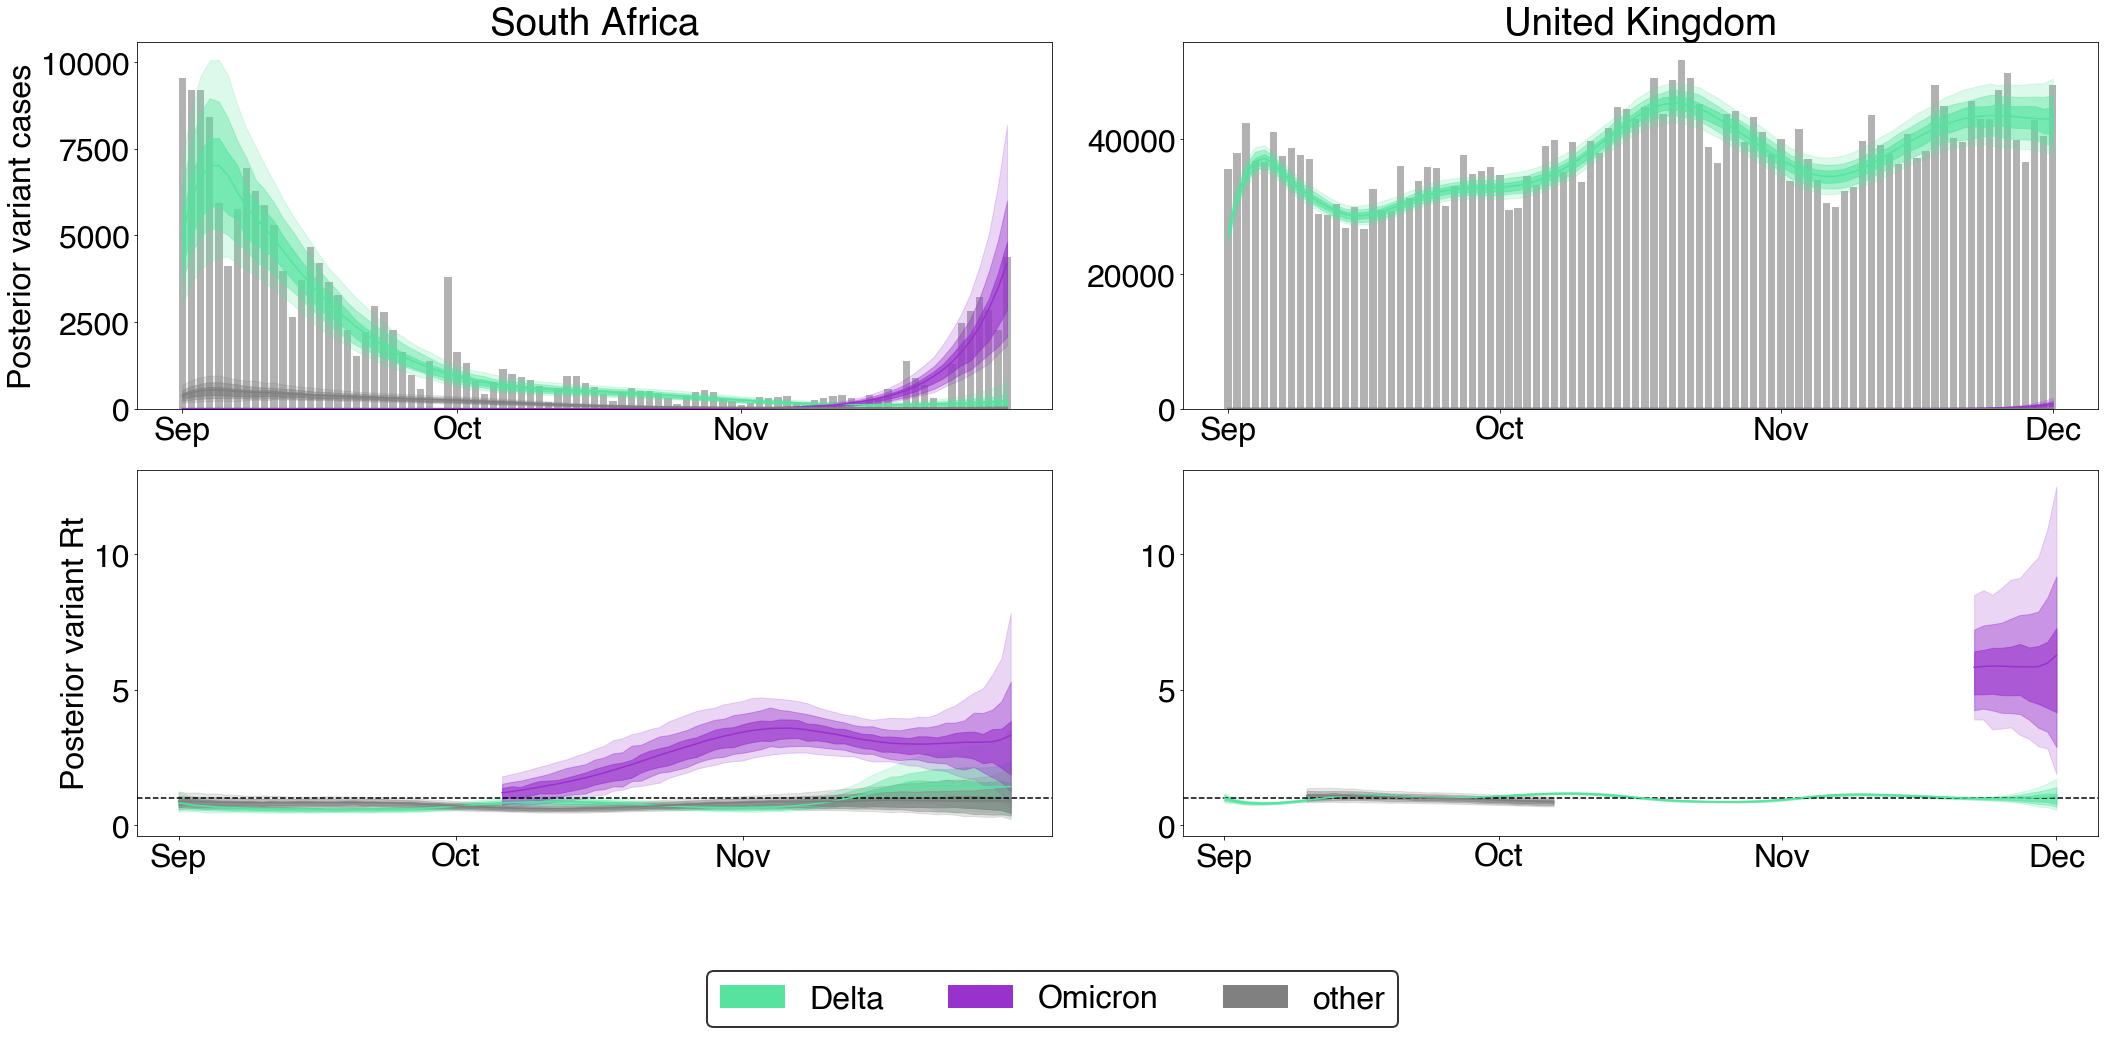 South Africa
United Kingdom
Posterior variant cases
10000
7500
5000
2500
0
Sep
Oct
Nov
40000
20000
0
Sep
Oct
Nov
Dec
Posterior variant Rt
10
5
0
Sep
Oct
Nov
10
5
0
Sep
Oct
Nov
Dec
Delta
Omicron
other